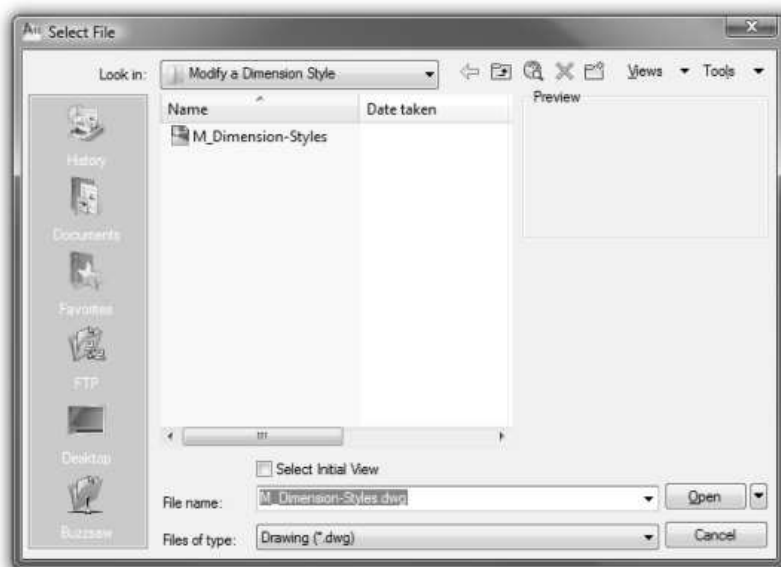 Select File
Look in:
Modify a Dimension Style
Views
Tools
Name
Date taken
Preview
M_Dimension-Styles
History
Documents
Favorites
FTP
Desktop
Buzzsaw
Select Initial View
File name:
M_Dimension-Styles.dwg
Open
Files of type:
Drawing (*.dwg)
Cancel